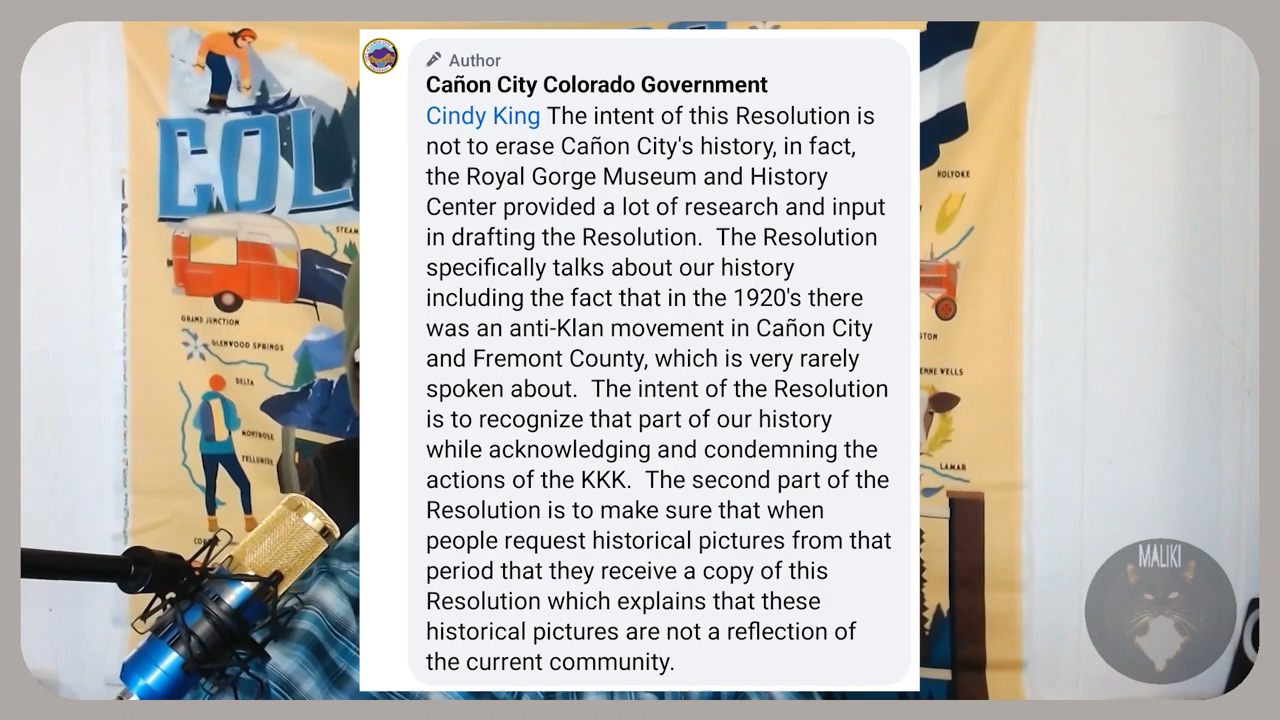 Author
Cañon City Colorado Government
Cindy King The intent of this Resolution is
not to erase Cañon City's history, in fact,
the Royal Gorge Museum and History
Center provided a lot of research and input
in drafting the Resolution.  The Resolution
specifically talks about our history
including the fact that in the 1920's there
was an anti-Klan movement in Cañon City
and Fremont County, which is very rarely
spoken about.  The intent of the Resolution
is to recognize that part of our history
while acknowledging and condemning the
actions of the KKK.  The second part of the
Resolution is to make sure that when
people request historical pictures from that
period that they receive a copy of this
Resolution which explains that these
historical pictures are not a reflection of
the current community.
COL
STEAM
GRAND JUNCTION
GLENWOOD SPRINGS
DELTA
MONTROSE
TELLURIDE
HOLYOKE
LAMAR
MALIKI